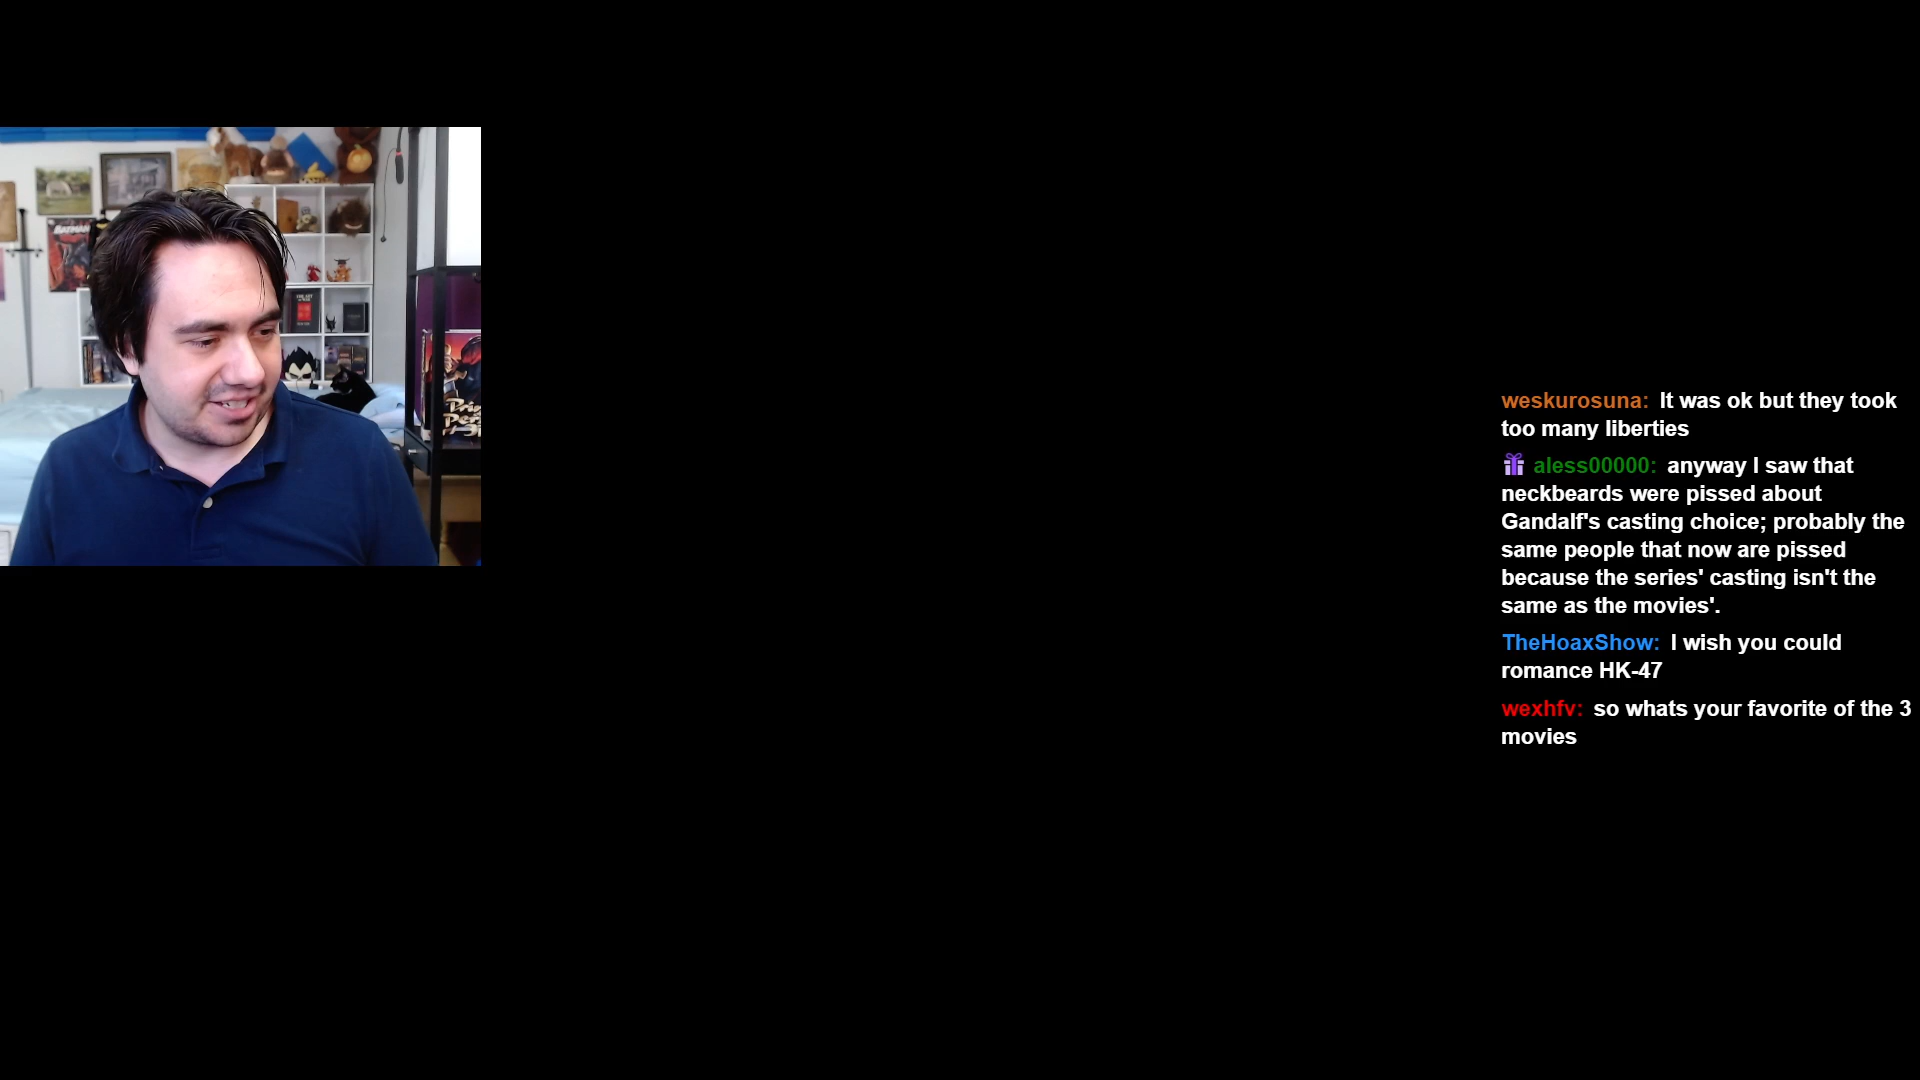 BATMAN
weskurosuna: It was ok but they took
too many liberties
aless00000: anyway I saw that
neckbeards were pissed about
Gandalf's casting choice; probably the
same people that now are pissed
because the series' casting isn't the
same as the movies'.
TheHoaxShow: I wish you could
romance HK-47
wexhfv: so whats your favorite of the 3
movies